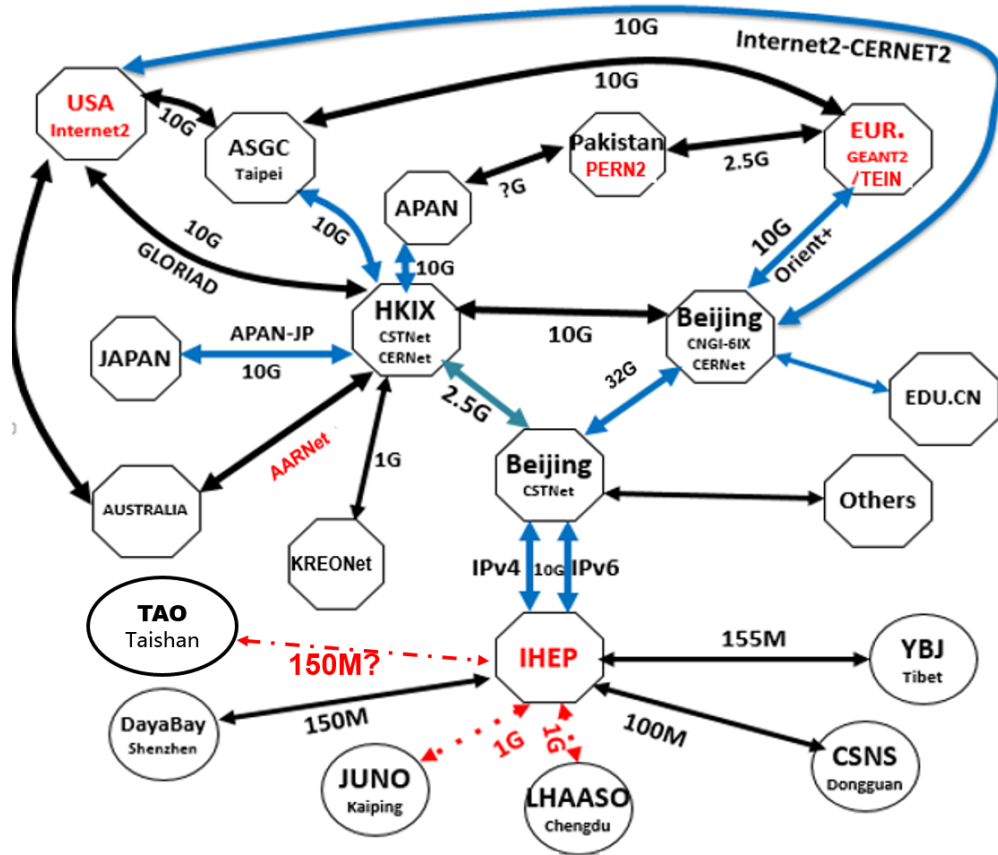 10G
Internet2-CERNET2
USA
Internet2
10G
10G
ASGC
Taipei
Pakistan
PERN2
EUR.
GEANT2
/TEIN
2.5G
?G
APAN
10G
10G
GLORIAD
10G
10G
Orient+
HKIX
CSTNet
CERNet
10G
Beijing
CNGI-6IX
CERNet
JAPAN
APAN-JP
10G
2.5G
32G
EDU.CN
AARNet
1G
Beijing
CSTNet
Others
AUSTRALIA
KREONet
IPv4
10G
IPv6
TAO
Taishan
150M?
IHEP
155M
YBJ
Tibet
DayaBay
Shenzhen
150M
1G
1G
100M
JUNO
Kaiping
LHAASO
Chengdu
CSNS
Dongguan